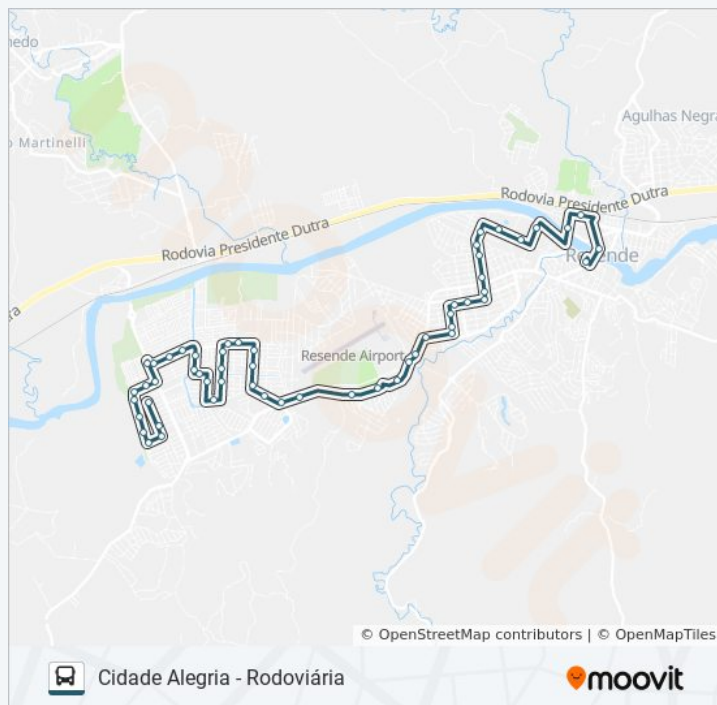 nedo
Martinelli
Agulhas Negra
Rodovia Presidente Dutra
Rodovia Presidente Dutra
Resende
Resende Airport
© OpenStreetMap contributors | © OpenMapTiles
Cidade Alegria - Rodoviária
moovit